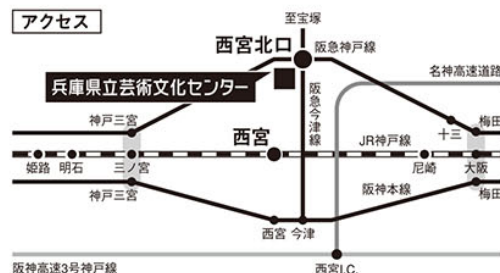 アクセス
至宝塚
西宮北口
阪急神戸線
兵庫県立芸術文化センター
阪急今津線
名神高速道路
神戸三宮
十三
梅田
西宮
JR神戸線
姫路
明石
三ノ宮
尼崎
大阪
神戸三宮
阪神本線
梅田
西宮
今津
阪神高速3号神戸線
西宮I.C.